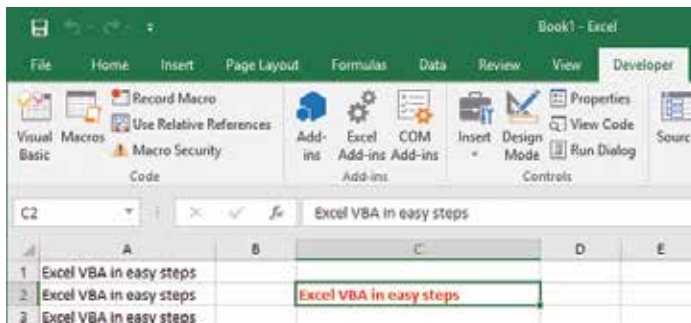 Book1 - Excel
File Home Insert Page Layout Formulas Data Review View Developer
Visual Basic
Macros
Record Macro
Use Relative References
Macro Security
Code
Add-ins
Excel Add-ins
COM Add-ins
Add-ins
Insert
Design Mode
Properties
View Code
Run Dialog
Controls
Sourc
C2 fx Excel VBA in easy steps
A B C D E
1 Excel VBA in easy steps
2 Excel VBA in easy steps Excel VBA in easy steps
3 Excel VBA in easy steps